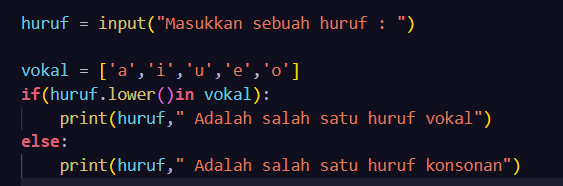 huruf = input("Masukkan sebuah huruf : ")
vokal = ['a','i','u','e','o']
if(huruf.lower()in vokal):
print(huruf," Adalah salah satu huruf vokal")
else:
print(huruf," Adalah salah satu huruf konsonan")